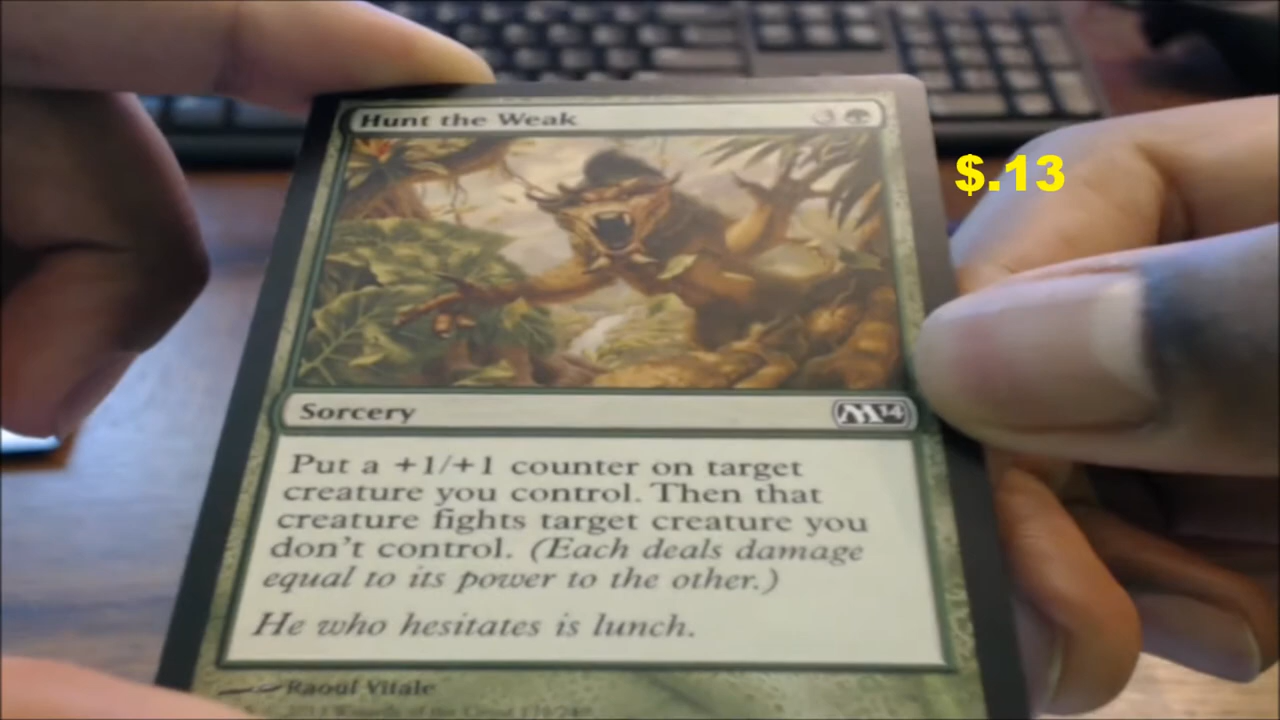 Hunt the Weak 3
$.13
Sorcery M14
Put a +1/+1 counter on target
creature you control. Then that
creature fights target creature you
don't control. (Each deals damage
equal to its power to the other.)
He who hesitates is lunch.
Raoul Vitale